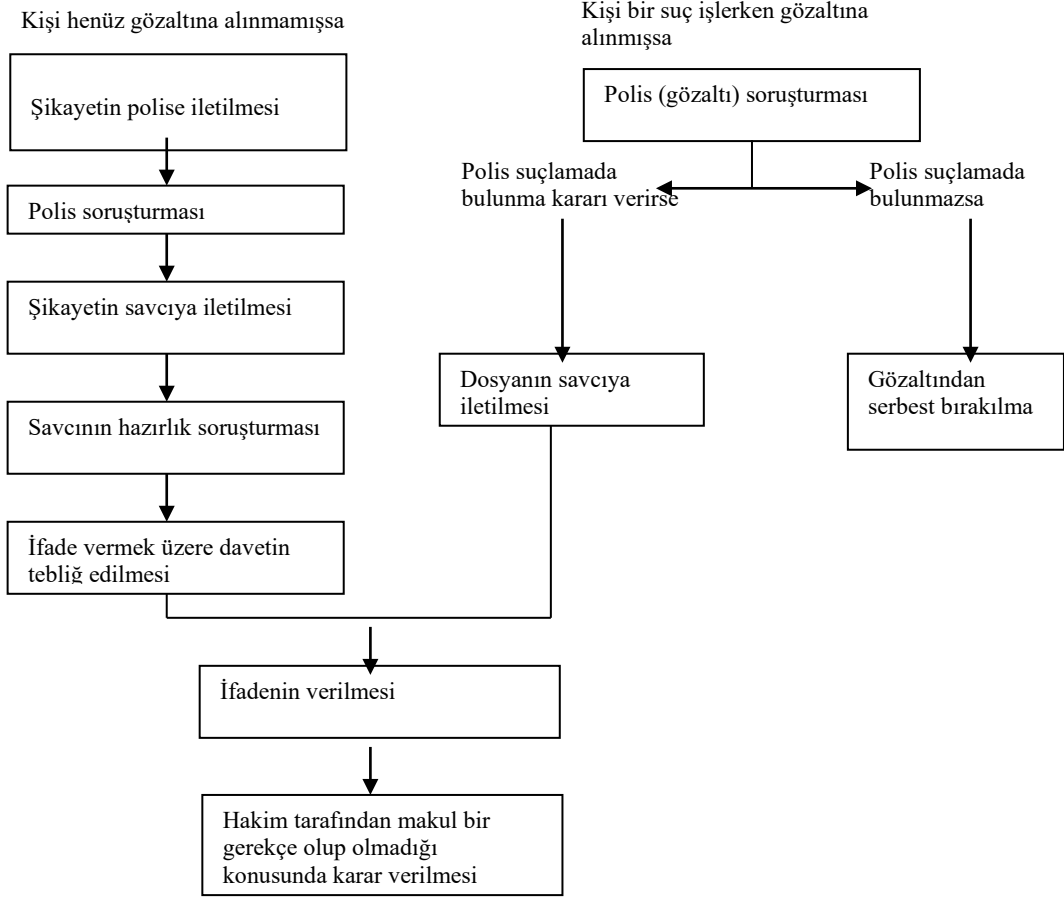 Kişi henüz gözaltına alınmamışsa
Şikayetin polise iletilmesi
Polis soruşturması
Şikayetin savcıya iletilmesi
Savcının hazırlık soruşturması
İfade vermek üzere davetin
tebliğ edilmesi
Kişi bir suç işlerken gözaltına
alınmışsa
Polis (gözaltı) soruşturması
Polis suçlamada
bulunma kararı verirse
Polis suçlamada
bulunmazsa
Dosyanın savcıya
iletilmesi
Gözaltından
serbest bırakılma
İfadenin verilmesi
Hakim tarafından makul bir
gerekçe olup olmadığı
konusunda karar verilmesi